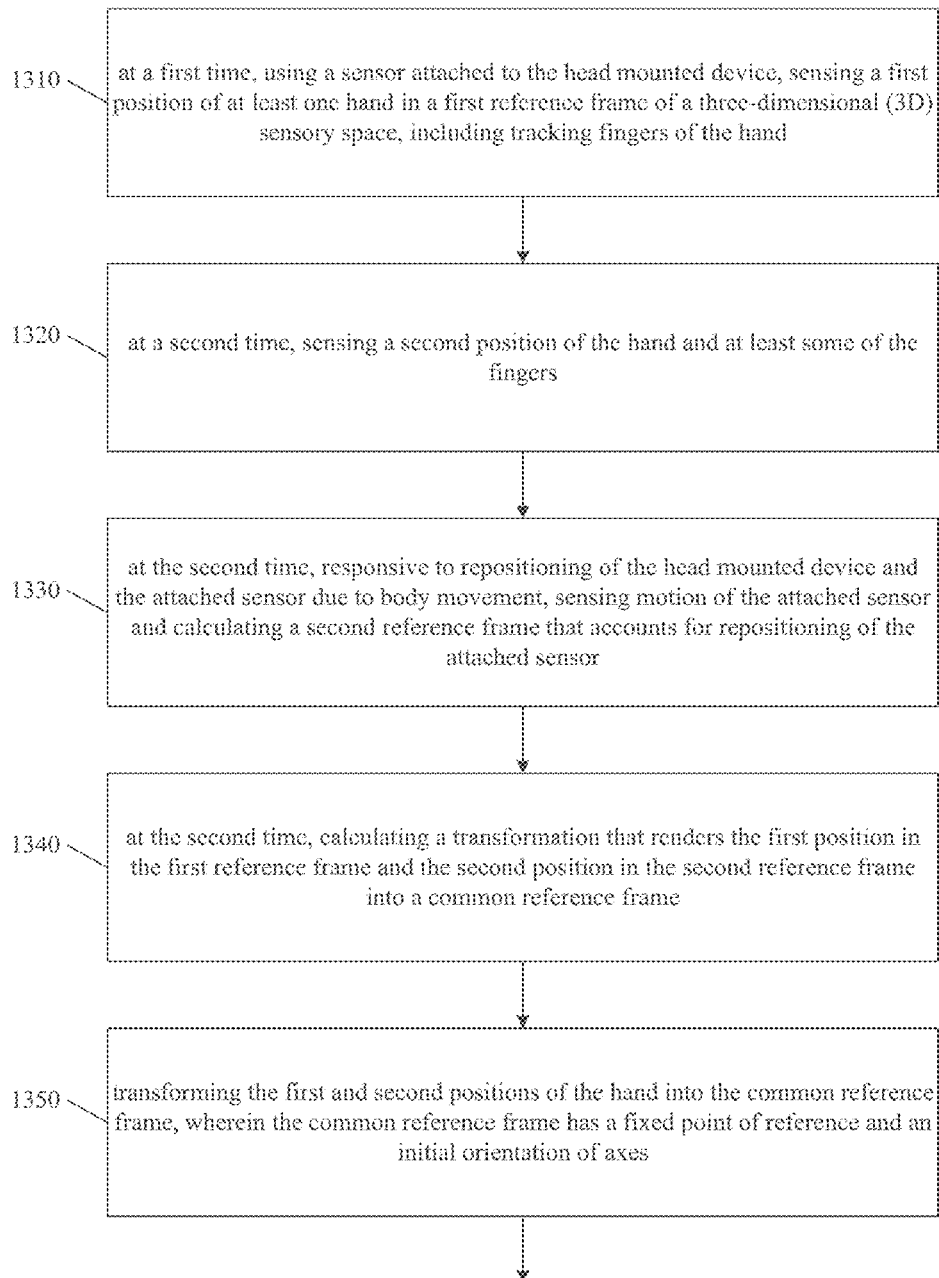 1310
at a first time, using a sensor attached to the head mounted device, sensing a first
position of at least one hand in a first reference frame of a three-dimensional (3D)
sensory space, including tracking fingers of the hand
1320
at a second time, sensing a second position of the hand and at least some of the
fingers
1330
at the second time, responsive to repositioning of the head mounted device and
the attached sensor due to body movement, sensing motion of the attached sensor
and calculating a second reference frame that accounts for repositioning of the
attached sensor
1340
at the second time, calculating a transformation that renders the first position in
the first reference frame and the second position in the second reference frame
into a common reference frame
1350
transforming the first and second positions of the hand into the common reference
frame, wherein the common reference frame has a fixed point of reference and an
initial orientation of axes